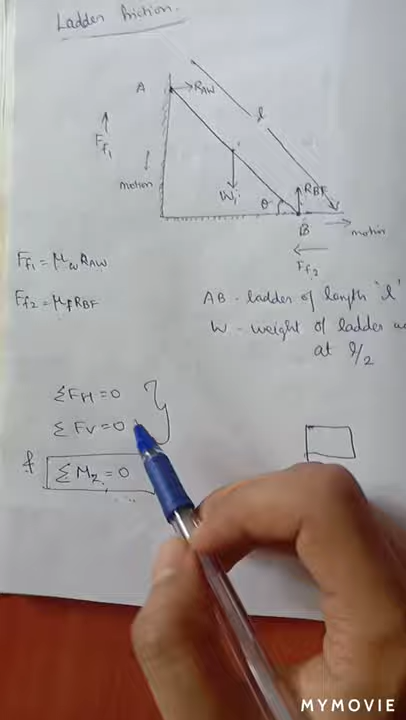 Ladder friction.
A
RAW
l
Ff1
motion
W
θ
RBF
B
motion
Ff2
Ff1 = μw RAW
Ff2 = μf RBF
AB - ladder of length 'l'
W - weight of ladder
at l/2
ΣFH = 0
ΣFV = 0
& ΣMz = 0
MYMOVIE